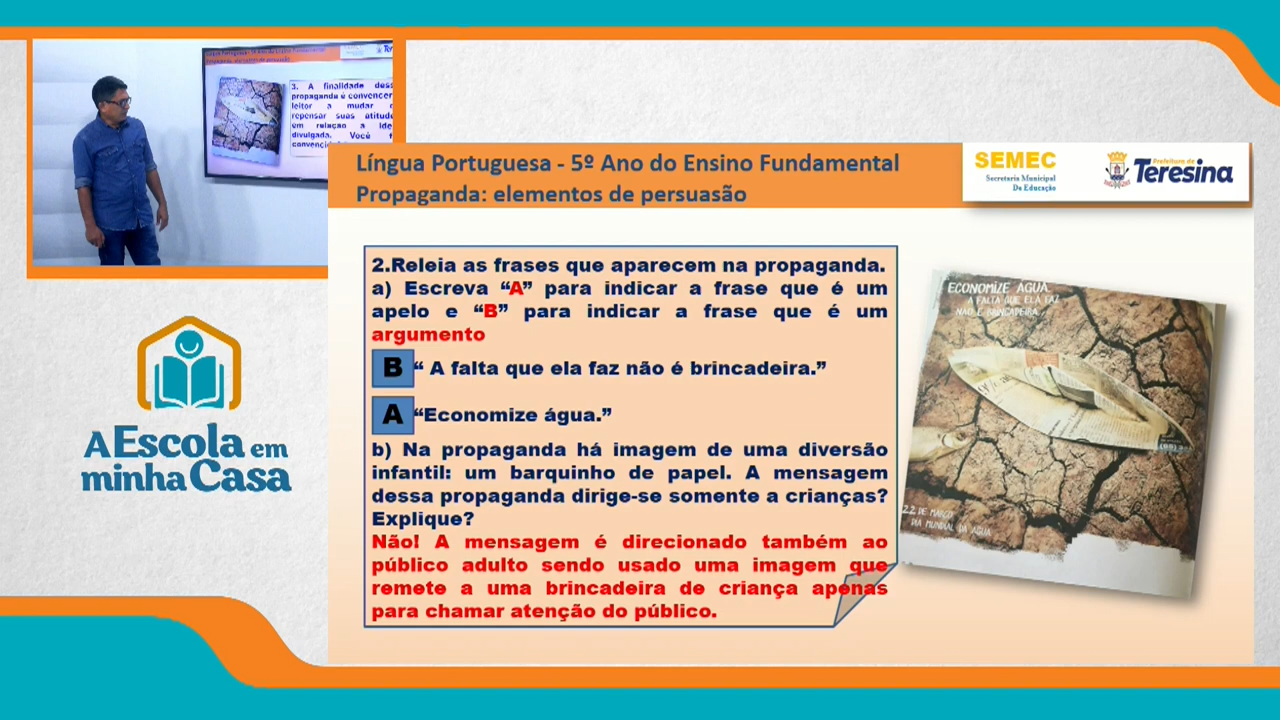 3. A finalidade
propaganda é convencer
leitor a mudar
repensar suas
em relação a
divulgada. Você
Língua Portuguesa - 5º Ano do Ensino Fundamental
Propaganda: elementos de persuasão
SEMEC
Secretaria Municipal
De Educação
Prefeitura de
Teresina
2.Releia as frases que aparecem na propaganda.
a) Escreva “A” para indicar a frase que é um
apelo e “B” para indicar a frase que é um
argumento
B “ A falta que ela faz não é brincadeira.”
A “Economize água.”
b) Na propaganda há imagem de uma diversão
infantil: um barquinho de papel. A mensagem
dessa propaganda dirige-se somente a crianças?
Explique?
Não! A mensagem é direcionado também ao
público adulto sendo usado uma imagem que
remete a uma brincadeira de criança apenas
para chamar atenção do público.
ECONOMIZE ÁGUA.
A FALTA QUE ELA FAZ
NÃO É BRINCADEIRA.
22 DE MARÇO
DIA MUNDIAL DA ÁGUA
A Escola em
minha Casa